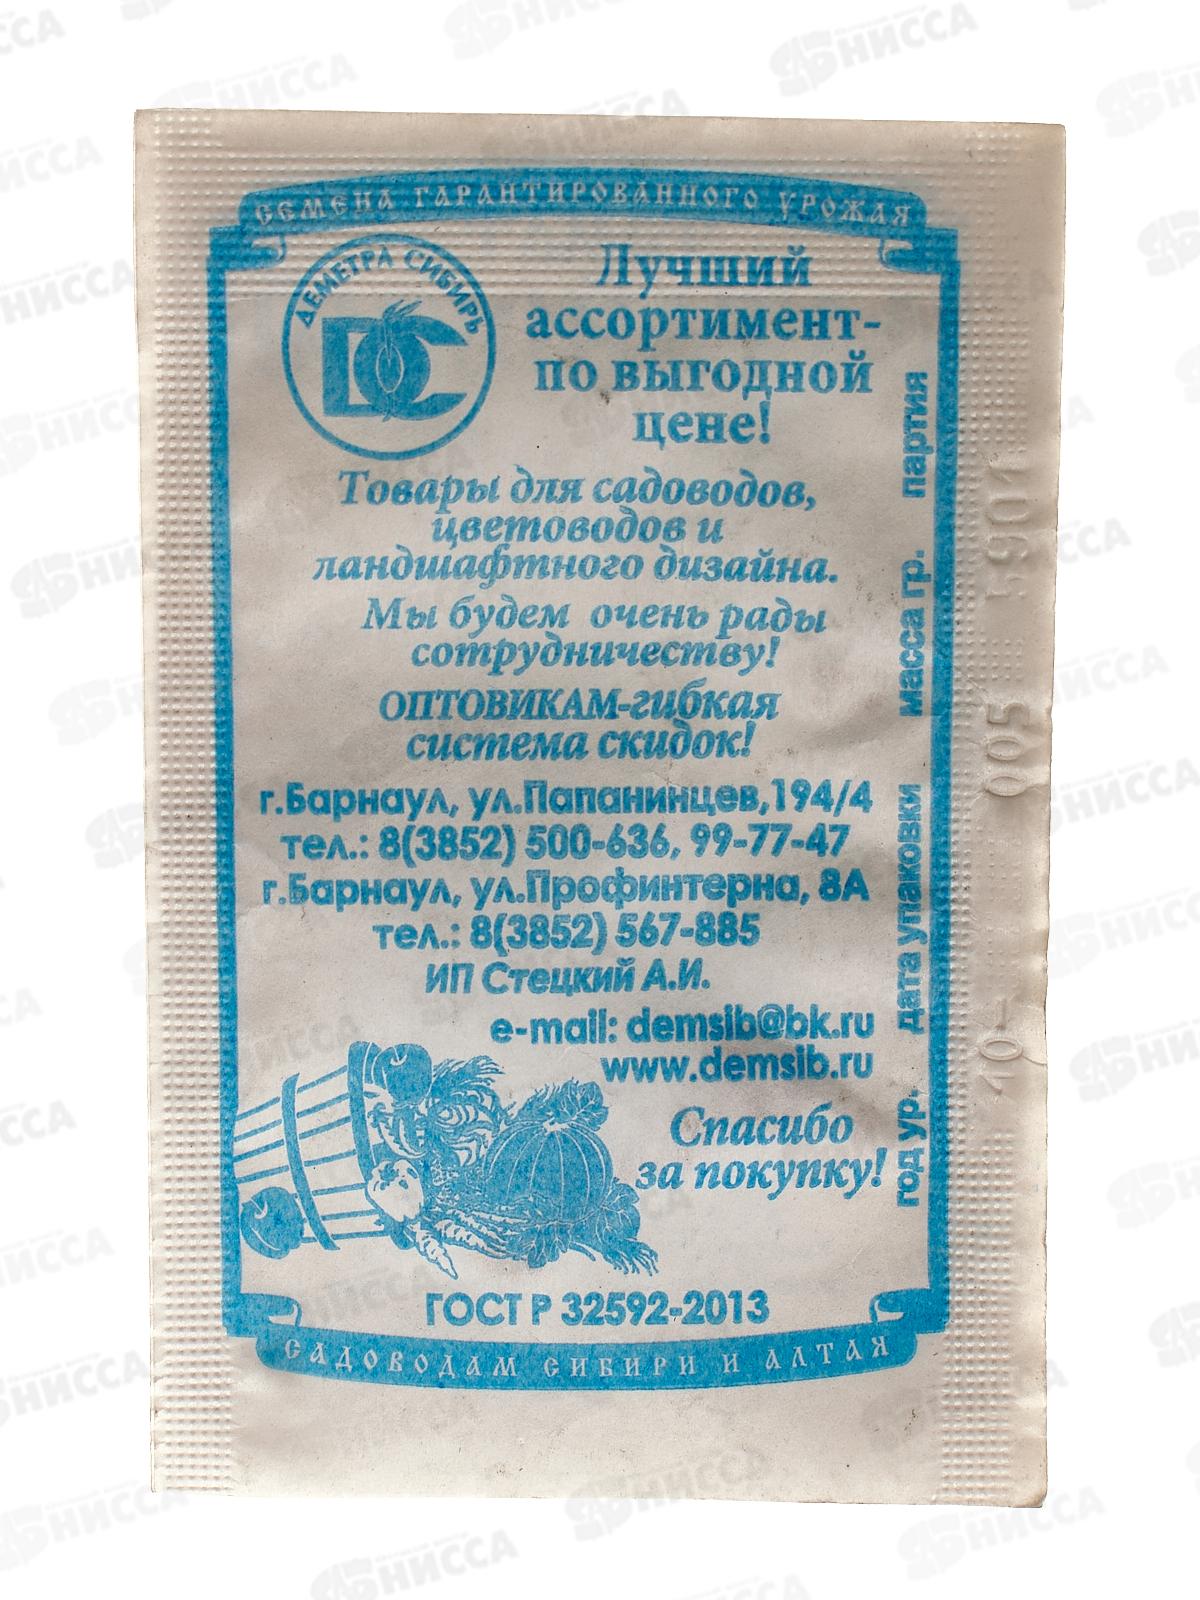 СЕМЕНА ГАРАНТИРОВАННОГО УРОЖАЯ
ДЕМЕТРА СИБИРЬ
DC
Лучший
ассортимент-
по выгодной
цене!
Товары для садоводов,
цветоводов и
ландшафтного дизайна.
Мы будем очень рады
сотрудничеству!
ОПТОВИКАМ-гибкая
система скидок!
г.Барнаул, ул.Папанинцев,194/4
тел.: 8(3852) 500-636, 99-77-47
г.Барнаул, ул.Профинтерна, 8А
тел.: 8(3852) 567-885
ИП Стецкий А.И.
e-mail: demsib@bk.ru
www.demsib.ru
Спасибо
за покупку!
ГОСТ Р 32592-2013
САДОВОДАМ СИБИРИ И АЛТАЯ
год ур. дата упаковки масса гр. партия
005
НИССА